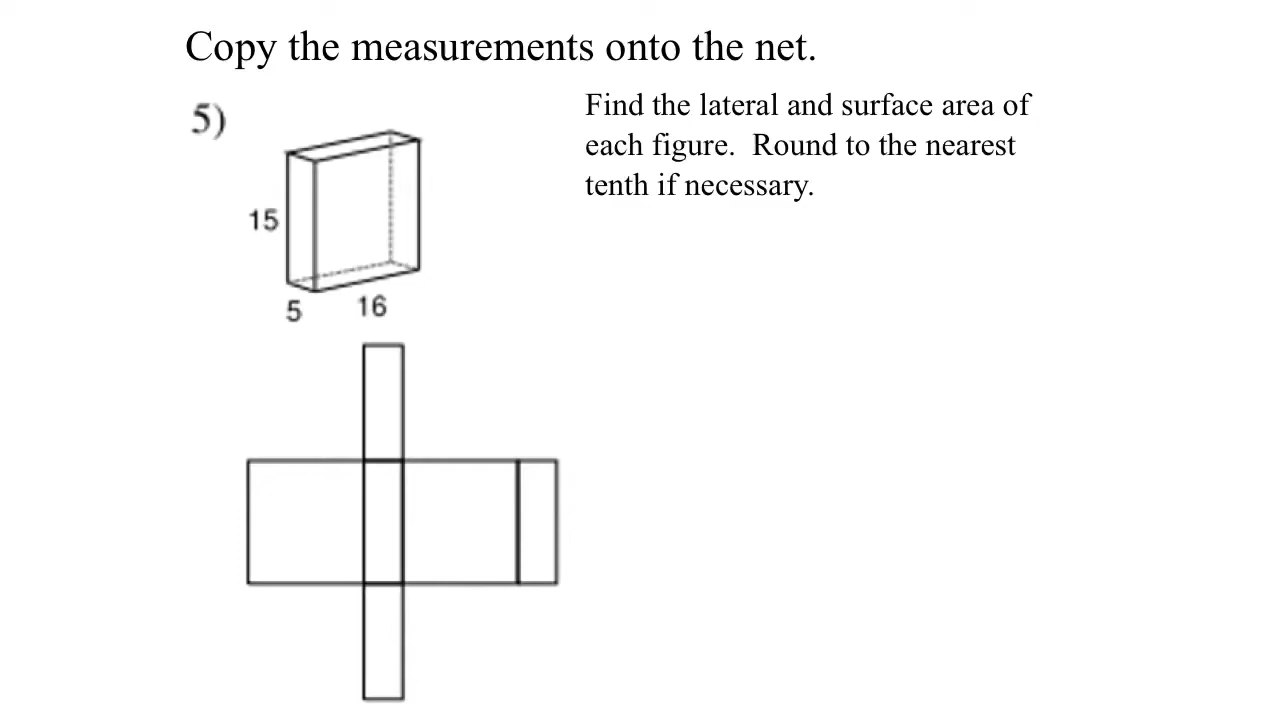 Copy the measurements onto the net.
5)
Find the lateral and surface area of
each figure.  Round to the nearest
tenth if necessary.
15
5
16